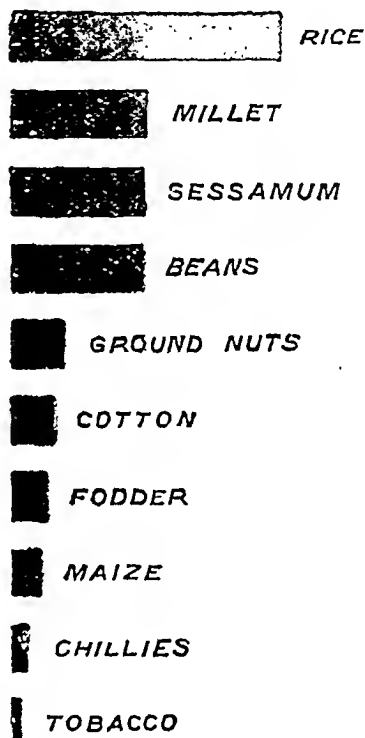 RICE
MILLET
SESSAMUM
BEANS
GROUND NUTS
COTTON
FODDER
MAIZE
CHILLIES
TOBACCO